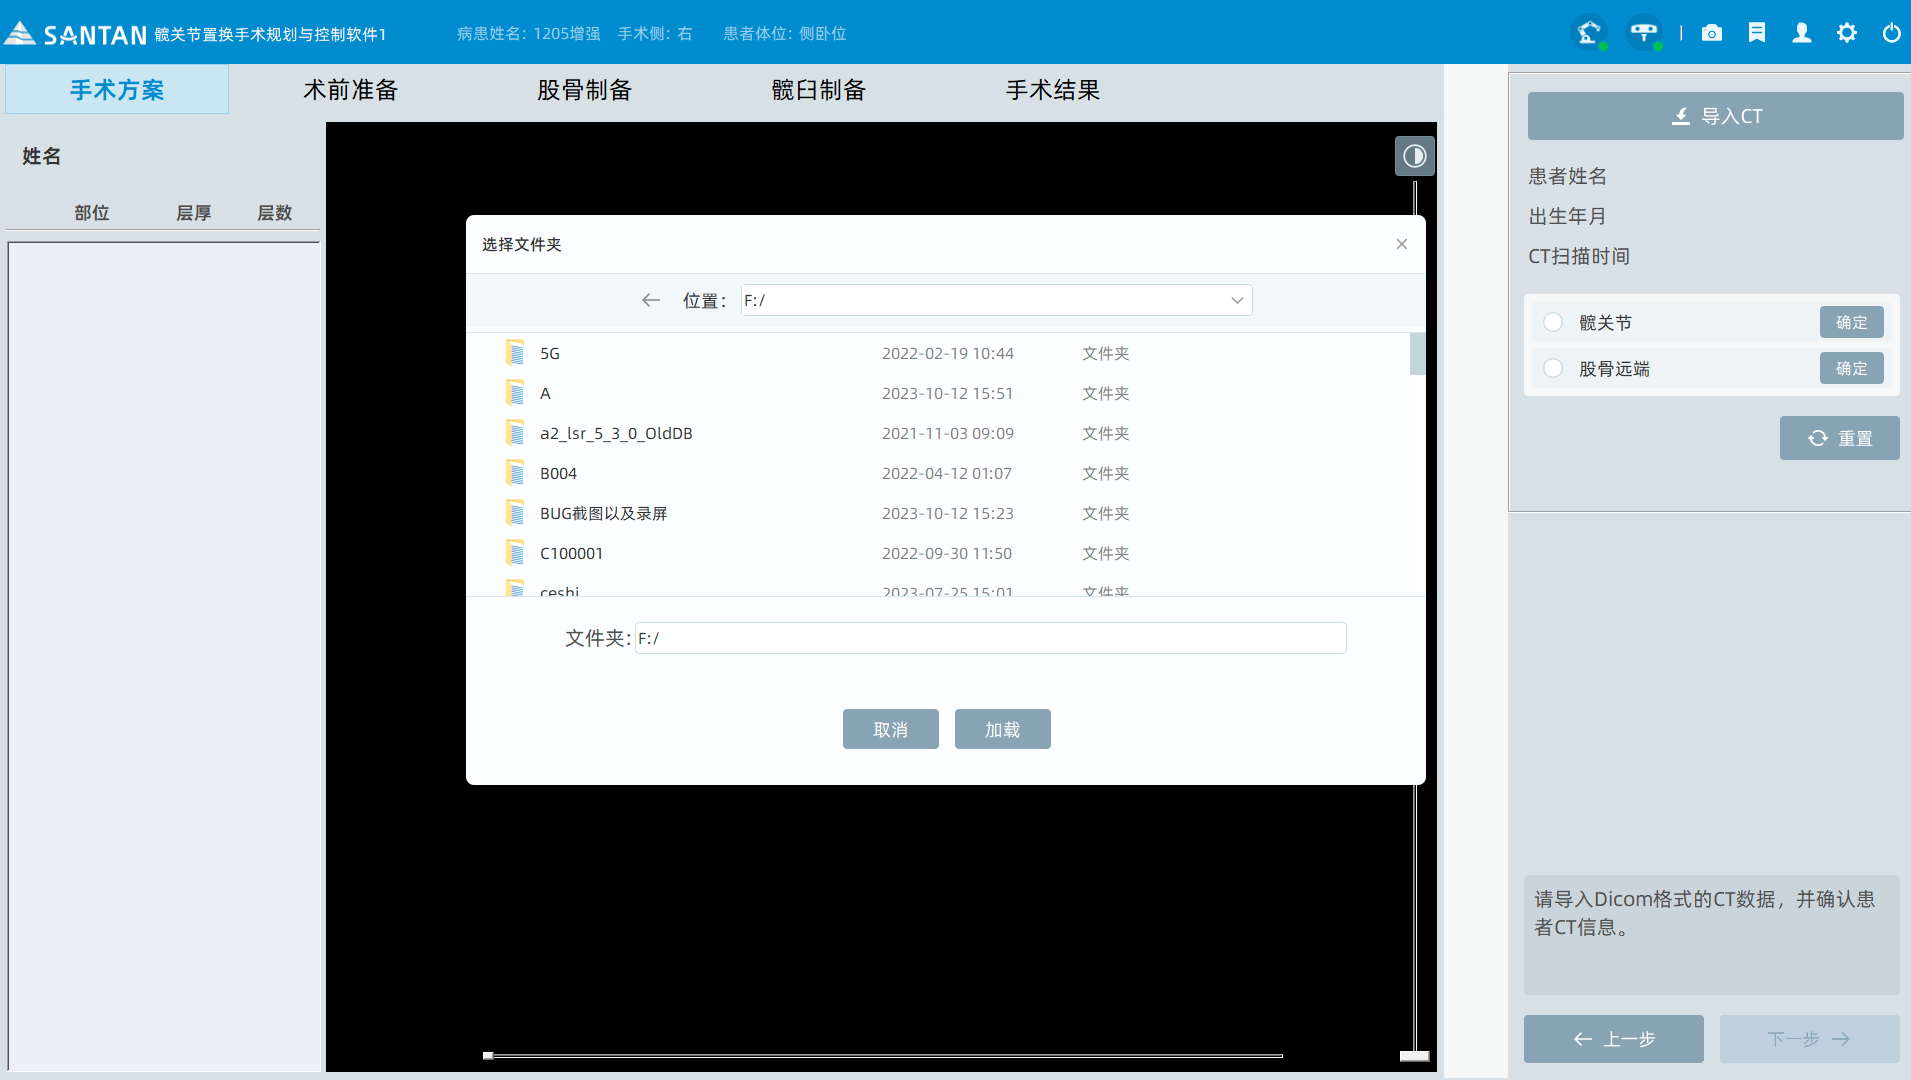 SANTAN 髋关节置换手术规划与控制软件1 病患姓名: 1205增强 手术侧: 右 患者体位: 侧卧位
手术方案 术前准备 股骨制备 髋臼制备 手术结果
姓名
部位 层厚 层数
选择文件夹
位置: F:/
5G 2022-02-19 10:44 文件夹
A 2023-10-12 15:51 文件夹
a2_lsr_5_3_0_OldDB 2021-11-03 09:09 文件夹
B004 2022-04-12 01:07 文件夹
BUG截图以及录屏 2023-10-12 15:23 文件夹
C100001 2022-09-30 11:50 文件夹
ceshi 2023-07-25 15:01 文件夹
文件夹: F:/
取消 加载
导入CT
患者姓名
出生年月
CT扫描时间
髋关节 确定
股骨远端 确定
重置
请导入Dicom格式的CT数据，并确认患
者CT信息。
上一步 下一步